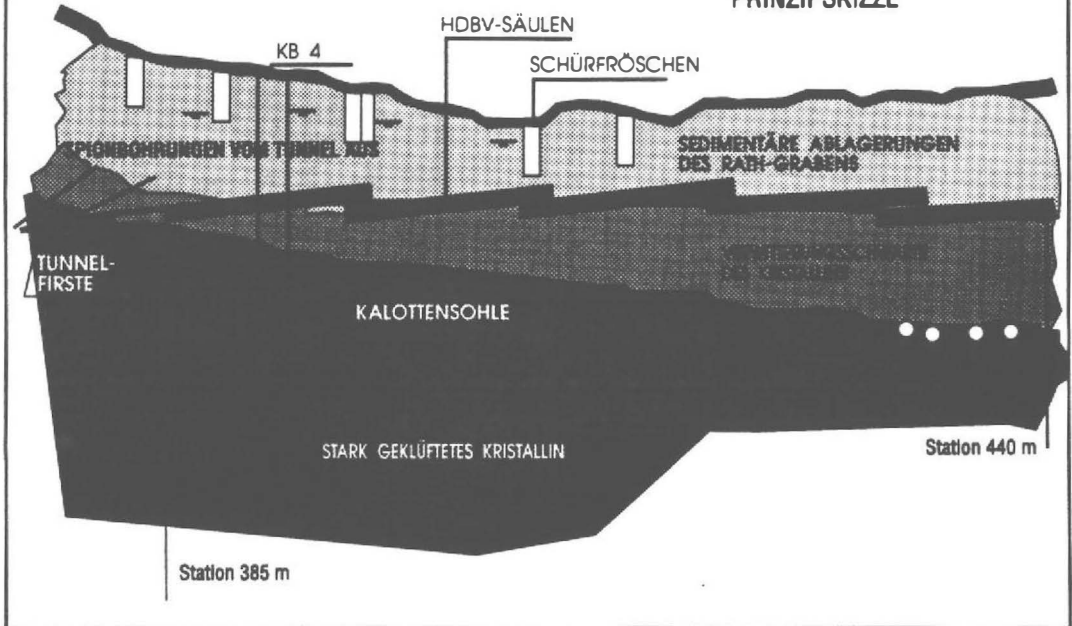 PRINZIPSKIZZE
HDBV-SÄULEN
KB 4
SCHÜRFRÖSCHEN
SPIONBOHRUNGEN VOM TUNNEL AUS
SEDIMENTÄRE ABLAGERUNGEN
DES RATH-GRABENS
TUNNEL-
FIRSTE
KALOTTENSOHLE
STARK GEKLÜFTETES KRISTALLIN
Station 440 m
Station 385 m